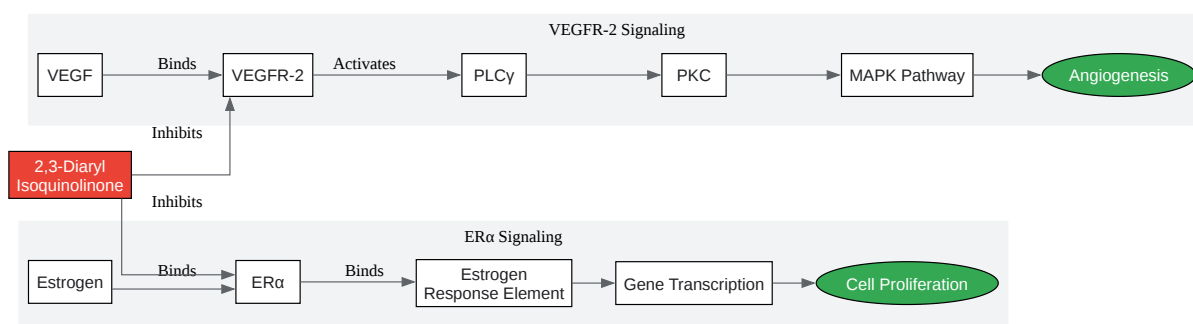 VEGFR-2 Signaling
VEGF
Binds
VEGFR-2
Activates
PLCγ
PKC
MAPK Pathway
Angiogenesis
Inhibits
2,3-Diaryl
Isoquinolinone
Inhibits
ERα Signaling
Estrogen
Binds
ERα
Binds
Estrogen
Response Element
Gene Transcription
Cell Proliferation